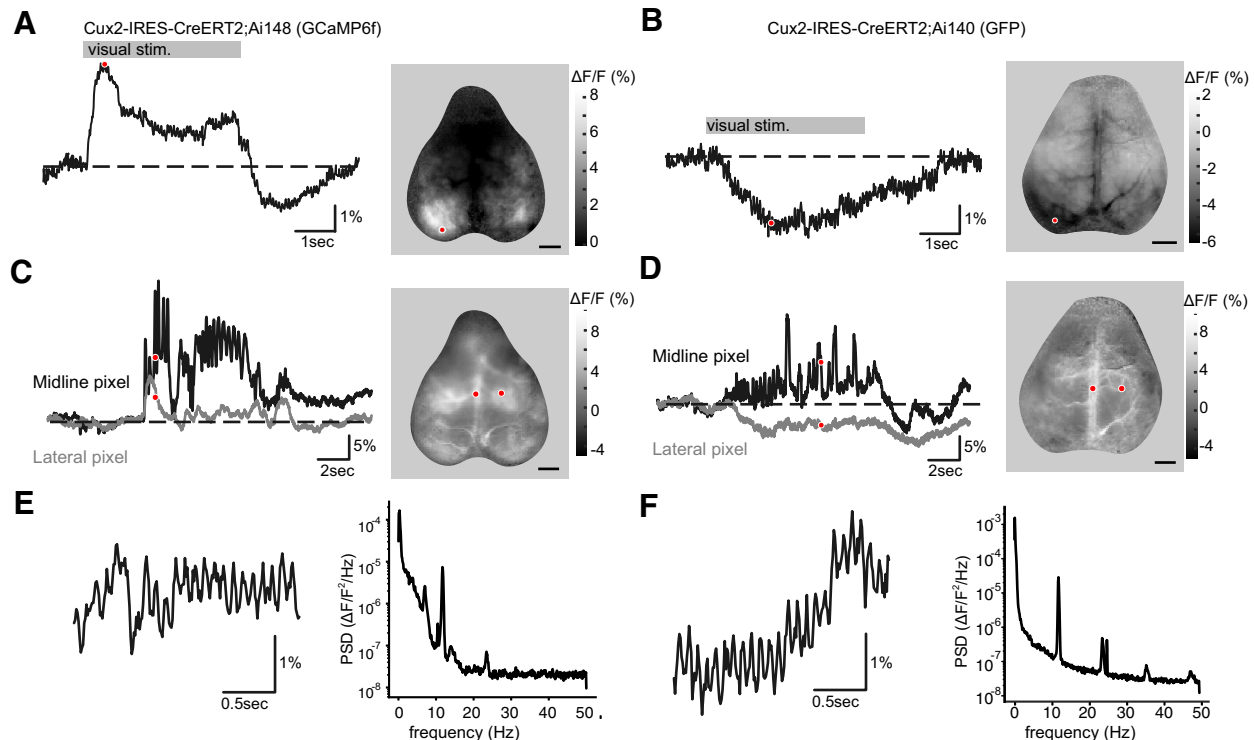 A
Cux2-IRES-CreERT2;Ai148 (GCaMP6f)
visual stim.
1%
1sec
ΔF/F (%)
8
6
4
2
0
B
Cux2-IRES-CreERT2;Ai140 (GFP)
visual stim.
1%
1sec
ΔF/F (%)
2
0
-2
-4
-6
C
Midline pixel
Lateral pixel
5%
2sec
ΔF/F (%)
8
4
0
-4
D
Midline pixel
Lateral pixel
5%
2sec
ΔF/F (%)
8
4
0
-4
E
1%
0.5sec
PSD (ΔF/F²/Hz)
10⁻⁴
10⁻⁵
10⁻⁶
10⁻⁷
10⁻⁸
0 10 20 30 40 50
frequency (Hz)
F
1%
0.5sec
PSD (ΔF/F²/Hz)
10⁻³
10⁻⁴
10⁻⁵
10⁻⁶
10⁻⁷
10⁻⁸
0 10 20 30 40 50
frequency (Hz)